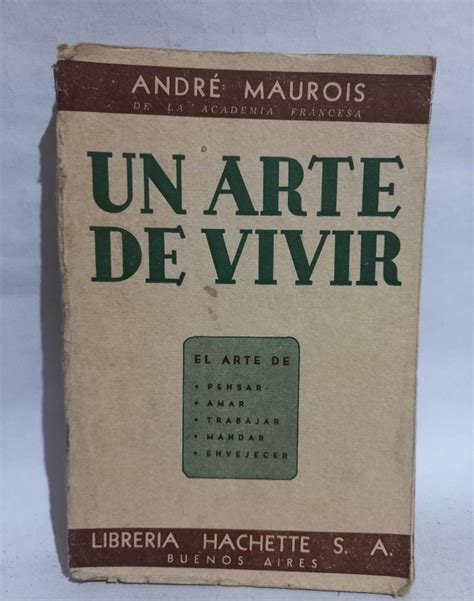 ANDRÉ MAUROIS
DE LA ACADEMIA FRANCESA
UN ARTE
DE VIVIR
EL ARTE DE
• PENSAR
• AMAR
• TRABAJAR
• MANDAR
• ENVEJECER
LIBRERIA HACHETTE S. A.
BUENOS AIRES